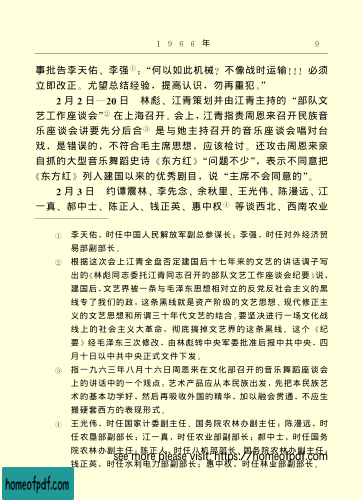 1966年 9
事批告李天佑、李强①:“何以如此机械?不像战时运输!!!必须
立即改正。尤望总结经验,提高认识,勿再重犯。”
2月2日—20日 林彪、江青策划并由江青主持的“部队文
艺工作座谈会”②在上海召开。会上,江青指责周恩来召开民族音
乐座谈会讲要先分后合③是与她主持召开的音乐座谈会唱对台
戏,是错误的,不符合毛主席思想,应该检讨。还攻击周恩来亲
自抓的大型音乐舞蹈史诗《东方红》“问题不少”,表示不同意把
《东方红》列入建国以来的优秀剧目,说“主席不会同意的”。
2月3日 约谭震林、李先念、余秋里、王光伟、陈漫远、江
一真、郝中士、陈正人、钱正英、惠中权④等谈西北、西南农业的
① 李天佑,时任中国人民解放军副总参谋长;李强,时任对外经济贸
易部副部长。
② 根据这次会上江青全盘否定建国后十七年来的文艺的讲话调子写
出的《林彪同志委托江青同志召开的部队文艺工作座谈会纪要》说,
建国后,文艺界被一条与毛泽东思想相对立的反党反社会主义的黑
线专了我们的政,这条黑线就是资产阶级的文艺思想、现代修正主
义的文艺思想和所谓三十年代文艺的结合。要坚决进行一场文化战
线上的社会主义大革命,彻底搞掉文艺界的这条黑线。这个《纪
要》经毛泽东三次修改,由林彪转中央军委批准后报中共中央,四
月十日以中共中央正式文件下发。
③ 指一九六三年八月十六日周恩来在文化部召开的音乐舞蹈座谈会
上的讲话中的一个观点:艺术产品应从本民族出发,先把本民族艺
术的基本功学好,然后再吸收外国的精华,加以融会贯通,不应生
搬硬套西方的表现形式。
④ 王光伟,时任国家计委副主任、国务院农林办副主任;陈漫远,时
任农垦部副部长;江一真,时任农业部副部长;郝中士,时任国务
院农林办副主任;陈正人,时任八机部部长、国务院农林办副主任;
钱正英,时任水利电力部副部长;惠中权,时任林业部副部长。
see more please visit: https://homeofpdf.com
homeofpdf.com